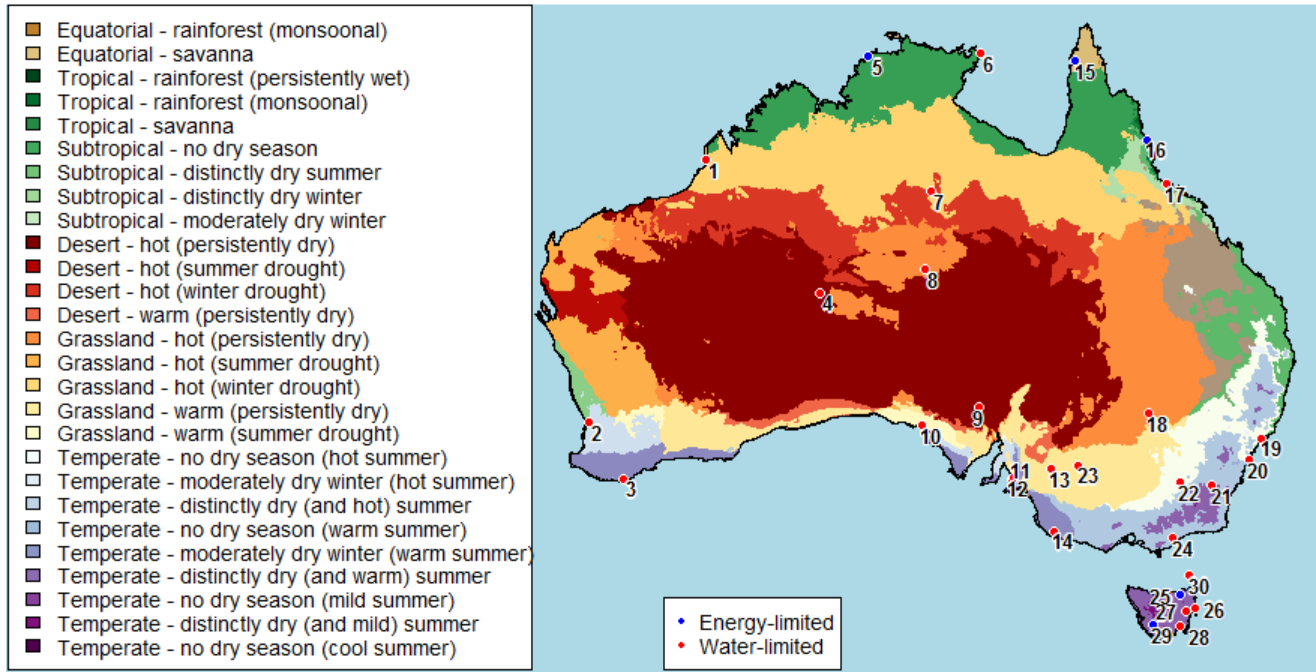 Equatorial - rainforest (monsoonal)
Equatorial - savanna
Tropical - rainforest (persistently wet)
Tropical - rainforest (monsoonal)
Tropical - savanna
Subtropical - no dry season
Subtropical - distinctly dry summer
Subtropical - distinctly dry winter
Subtropical - moderately dry winter
Desert - hot (persistently dry)
Desert - hot (summer drought)
Desert - hot (winter drought)
Desert - warm (persistently dry)
Grassland - hot (persistently dry)
Grassland - hot (summer drought)
Grassland - hot (winter drought)
Grassland - warm (persistently dry)
Grassland - warm (summer drought)
Temperate - no dry season (hot summer)
Temperate - moderately dry winter (hot summer)
Temperate - distinctly dry (and hot) summer
Temperate - no dry season (warm summer)
Temperate - moderately dry winter (warm summer)
Temperate - distinctly dry (and warm) summer
Temperate - no dry season (mild summer)
Temperate - distinctly dry (and mild) summer
Temperate - no dry season (cool summer)
5
6
15
16
1
17
7
8
4
9
18
2
10
19
20
11
23
13
12
22
21
3
14
24
30
25
27
26
29
28
Energy-limited
Water-limited